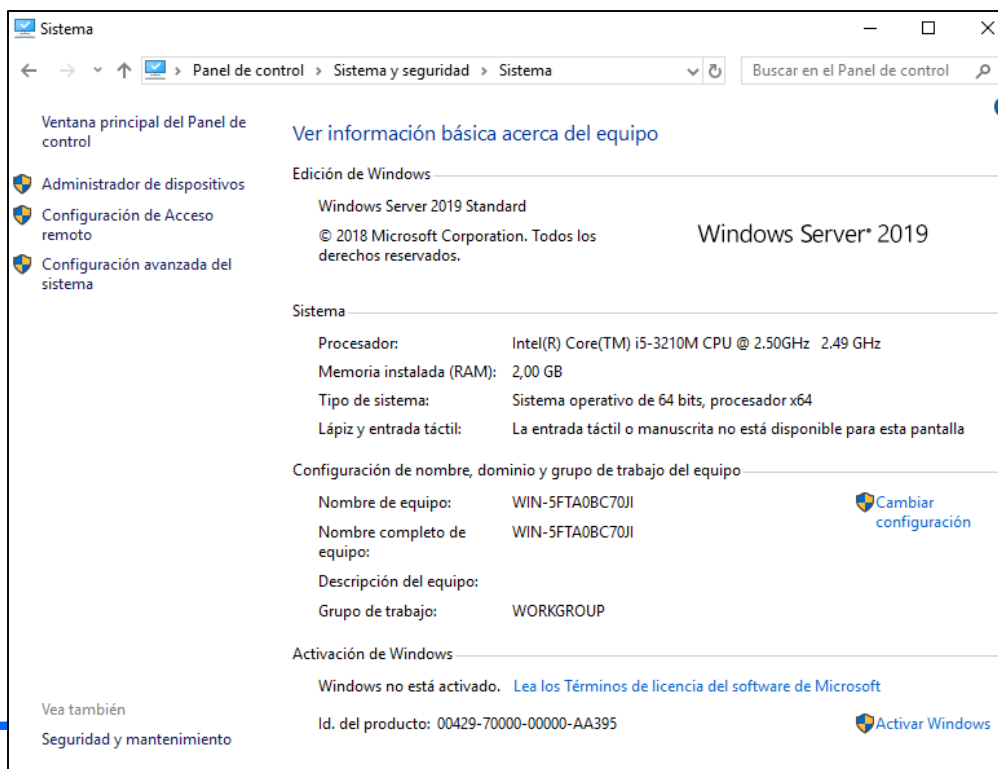 Sistema
Panel de control > Sistema y seguridad > Sistema
Buscar en el Panel de control
Ventana principal del Panel de
control
Administrador de dispositivos
Configuración de Acceso
remoto
Configuración avanzada del
sistema
Vea también
Seguridad y mantenimiento
Ver información básica acerca del equipo
Edición de Windows
Windows Server 2019 Standard
© 2018 Microsoft Corporation. Todos los
derechos reservados.
Windows Server® 2019
Sistema
Procesador: Intel(R) Core(TM) i5-3210M CPU @ 2.50GHz 2.49 GHz
Memoria instalada (RAM): 2,00 GB
Tipo de sistema: Sistema operativo de 64 bits, procesador x64
Lápiz y entrada táctil: La entrada táctil o manuscrita no está disponible para esta pantalla
Configuración de nombre, dominio y grupo de trabajo del equipo
Nombre de equipo: WIN-5FTA0BC70JI
Cambiar
configuración
Nombre completo de
equipo: WIN-5FTA0BC70JI
Descripción del equipo:
Grupo de trabajo: WORKGROUP
Activación de Windows
Windows no está activado. Lea los Términos de licencia del software de Microsoft
Id. del producto: 00429-70000-00000-AA395
Activar Windows